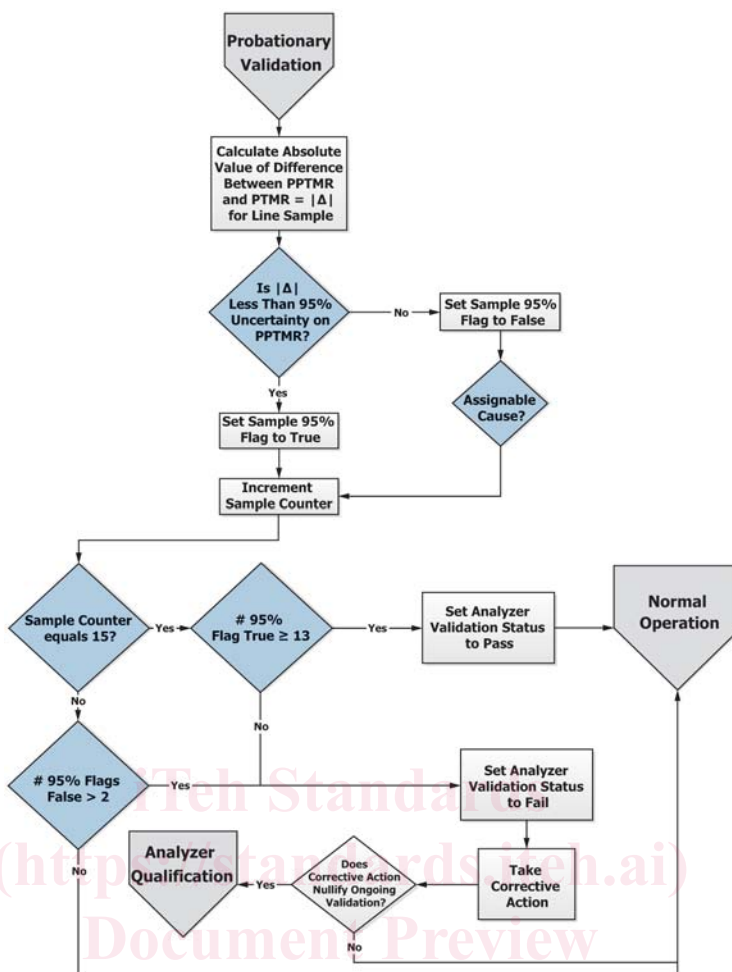 Probationary
Validation
Calculate Absolute
Value of Difference
Between PPTMR
and PTMR = |Δ|
for Line Sample
Is |Δ|
Less Than 95%
Uncertainty on
PPTMR?
No
Set Sample 95%
Flag to False
Yes
Assignable
Cause?
Set Sample 95%
Flag to True
Increment
Sample Counter
Sample Counter
equals 15?
Yes
# 95%
Flag True ≥ 13
Yes
Set Analyzer
Validation Status
to Pass
Normal
Operation
No
No
# 95% Flags
False > 2
Yes
Set Analyzer
Validation Status
to Fail
No
Analyzer
Qualification
Yes
Does
Corrective Action
Nullify Ongoing
Validation?
Take
Corrective
Action
No
iTeh Standards
(https://standards.iteh.ai)
Document Preview